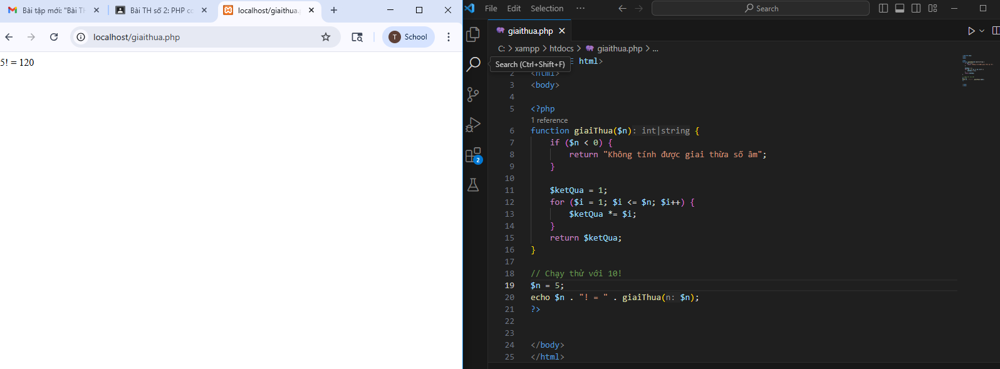 Bài tập mới: "Bài TH
Bài TH số 2: PHP cơ
localhost/giaithua.p
localhost/giaithua.php
T
School
5! = 120
File
Edit
Selection
...
Search
giaithua.php
C: > xampp > htdocs > giaithua.php > ...
Search (Ctrl+Shift+F)
html>
2 <html>
3 <body>
4
5 <?php
1 reference
6 function giaiThua($n): int|string {
7 if ($n < 0) {
8 return "Không tính được giai thừa số âm";
9 }
10
11 $ketQua = 1;
12 for ($i = 1; $i <= $n; $i++) {
13 $ketQua *= $i;
14 }
15 return $ketQua;
16 }
17
18 // Chạy thử với 10!
19 $n = 5;
20 echo $n . "! = " . giaiThua(n: $n);
21 ?>
22
23
24 </body>
25 </html>
2